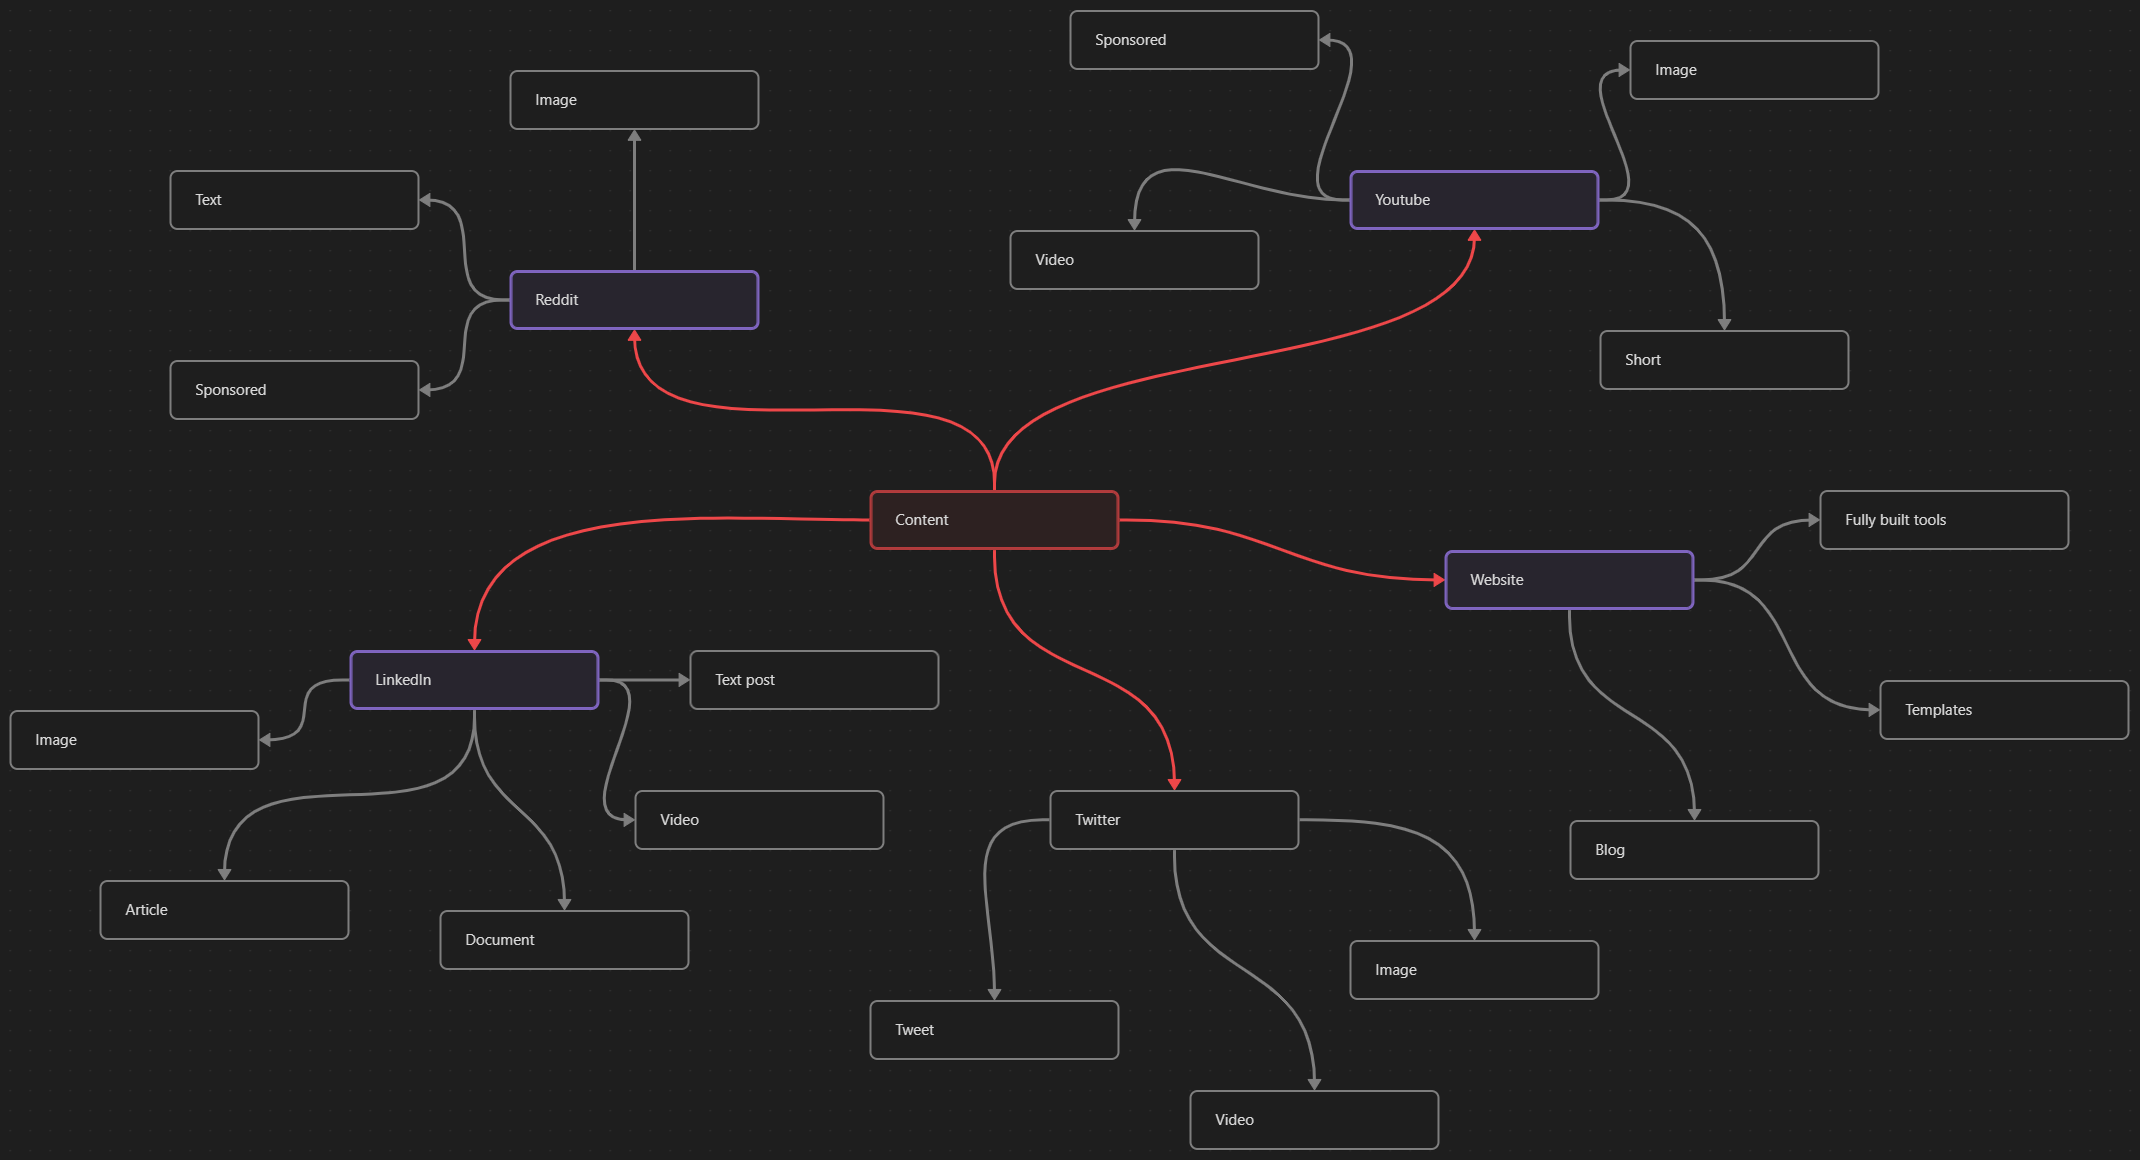 Sponsored
Image
Image
Text
Youtube
Video
Reddit
Short
Sponsored
Content
Fully built tools
Website
LinkedIn
Text post
Templates
Image
Video
Twitter
Blog
Article
Document
Image
Tweet
Video